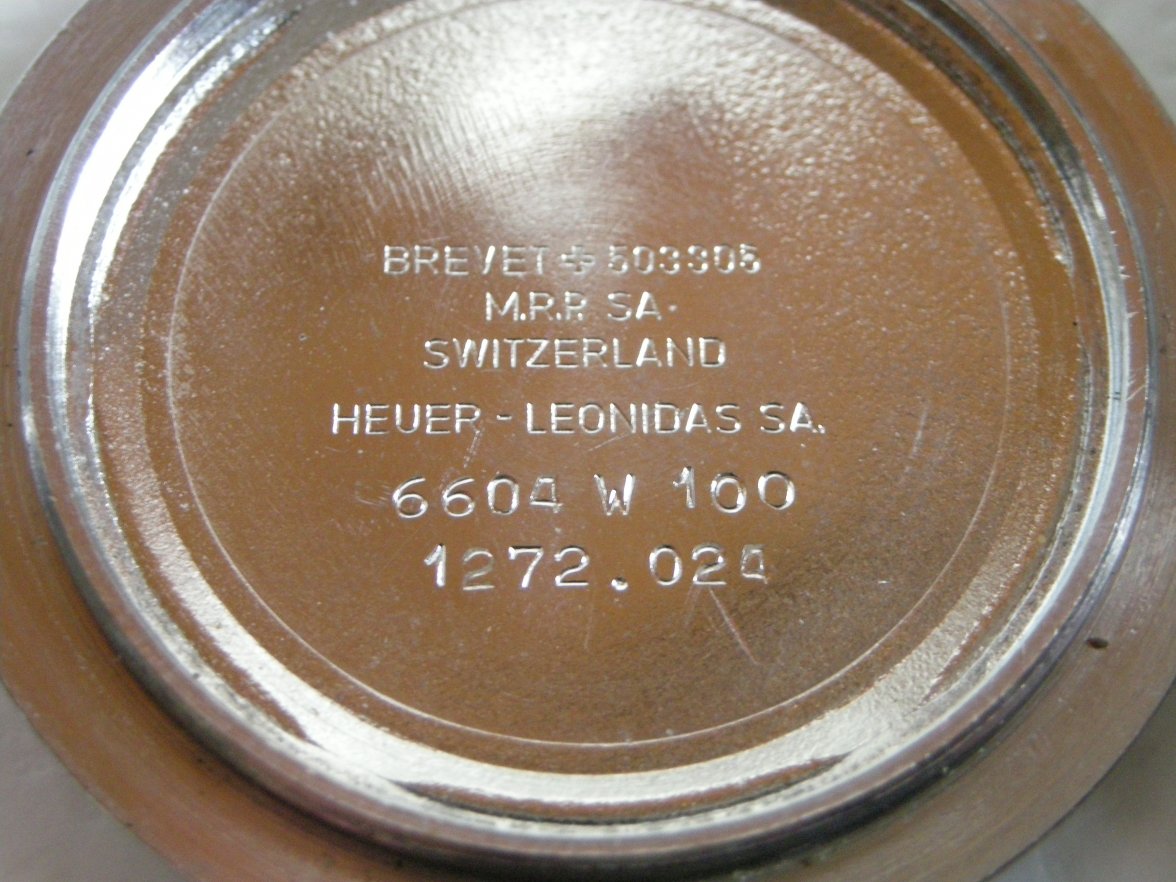 BREVET ✚ 503305
M.R.P. SA.
SWITZERLAND
HEUER - LEONIDAS SA.
6604 W 100
1272.024